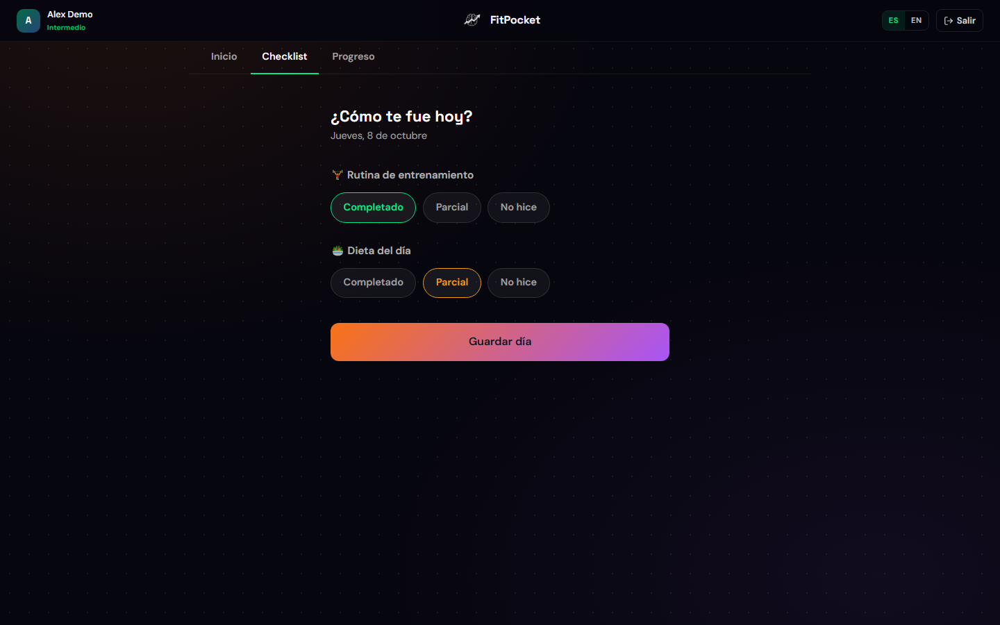 A
Alex Demo
Intermedio
FitPocket
ES EN
Salir
Inicio Checklist Progreso
¿Cómo te fue hoy?
Jueves, 8 de octubre
Rutina de entrenamiento
Completado Parcial No hice
Dieta del día
Completado Parcial No hice
Guardar día